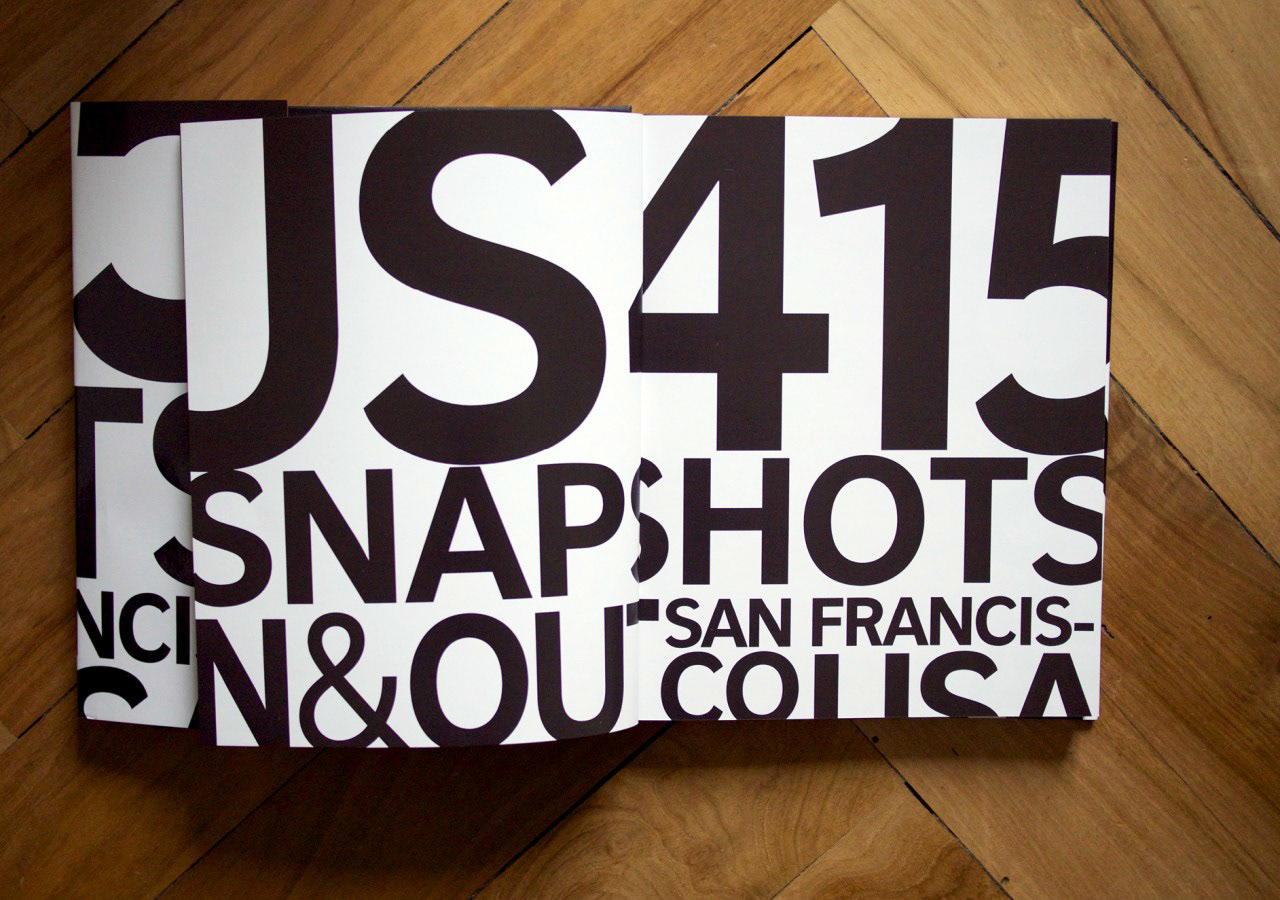 JS415
SNAPSHOTS
N&OUT SAN FRANCIS-
CO USA